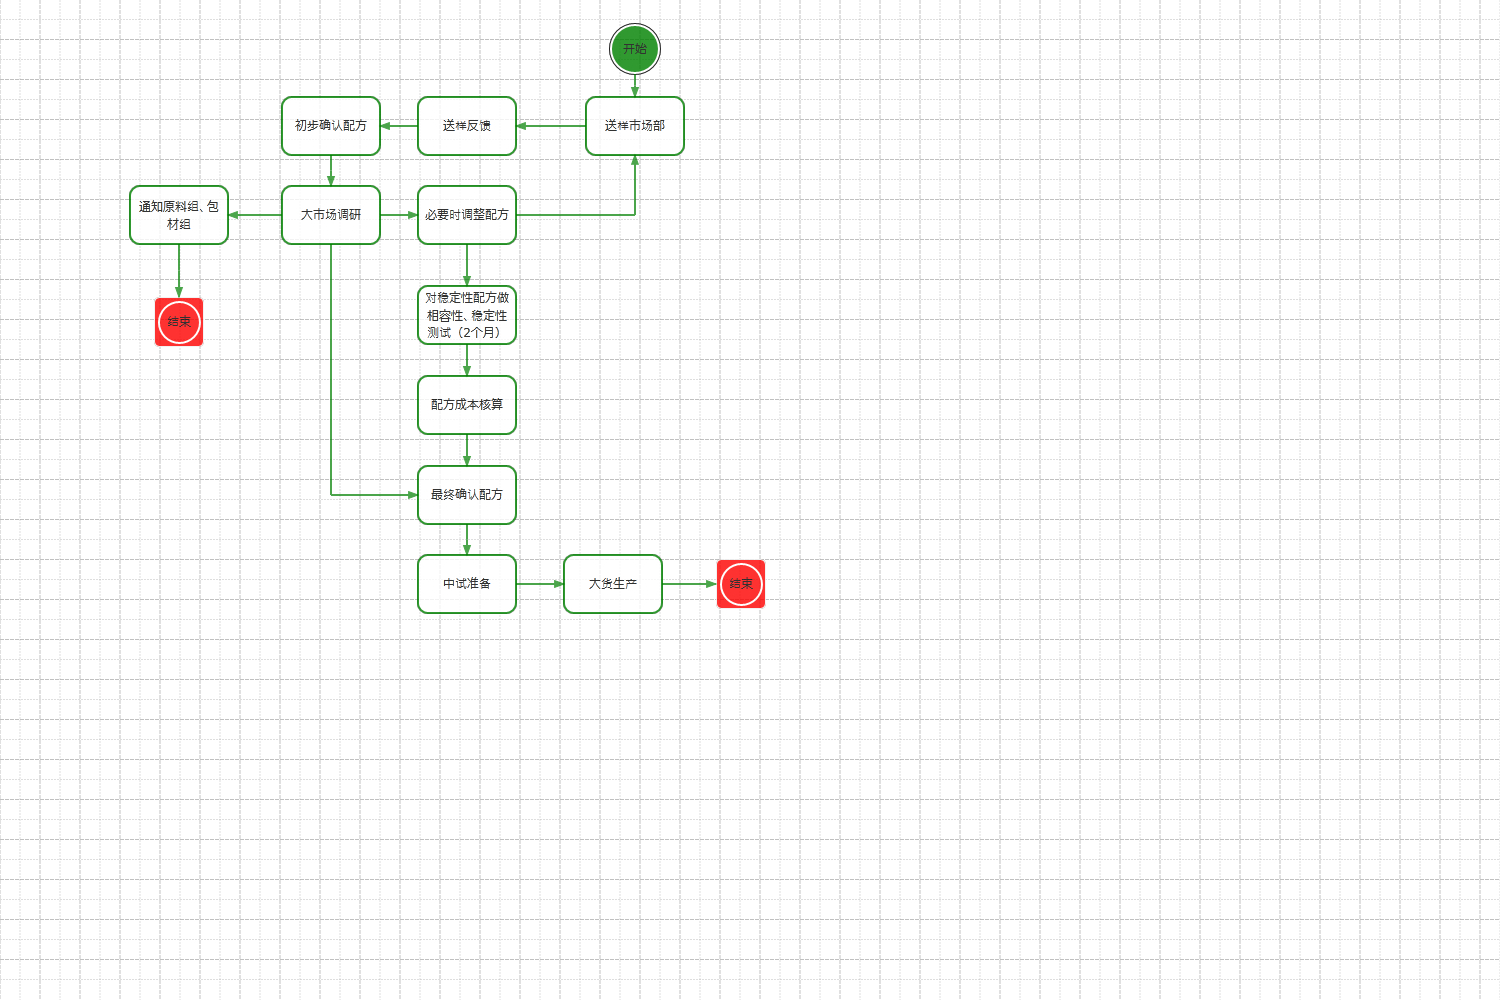 开始
初步确认配方
送样反馈
送样市场部
通知原料组、包
材组
大市场调研
必要时调整配方
结束
对稳定性配方做
相容性、稳定性
测试（2个月）
配方成本核算
最终确认配方
中试准备
大货生产
结束